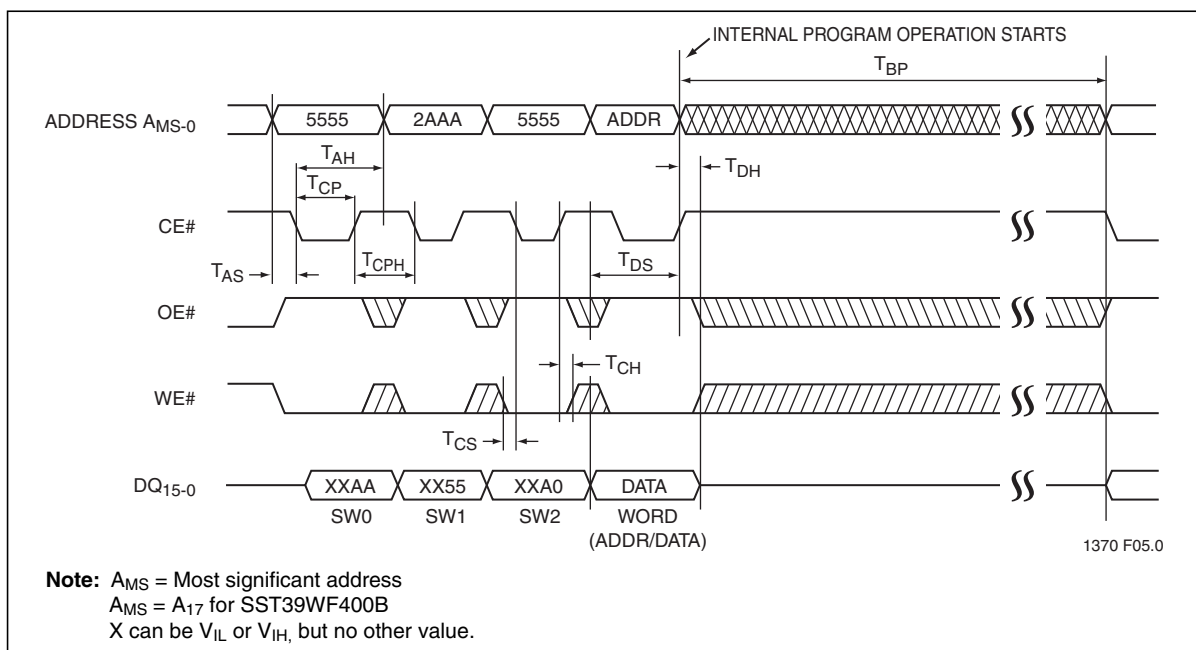 INTERNAL PROGRAM OPERATION STARTS
TBP
ADDRESS AMS-0
5555
2AAA
5555
ADDR
TAH
TDH
TCP
CE#
TAS
TCPH
TDS
OE#
TCH
WE#
TCS
DQ15-0
XXAA
XX55
XXA0
DATA
SW0
SW1
SW2
WORD
(ADDR/DATA)
1370 F05.0
Note: AMS = Most significant address
AMS = A17 for SST39WF400B
X can be VIL or VIH, but no other value.